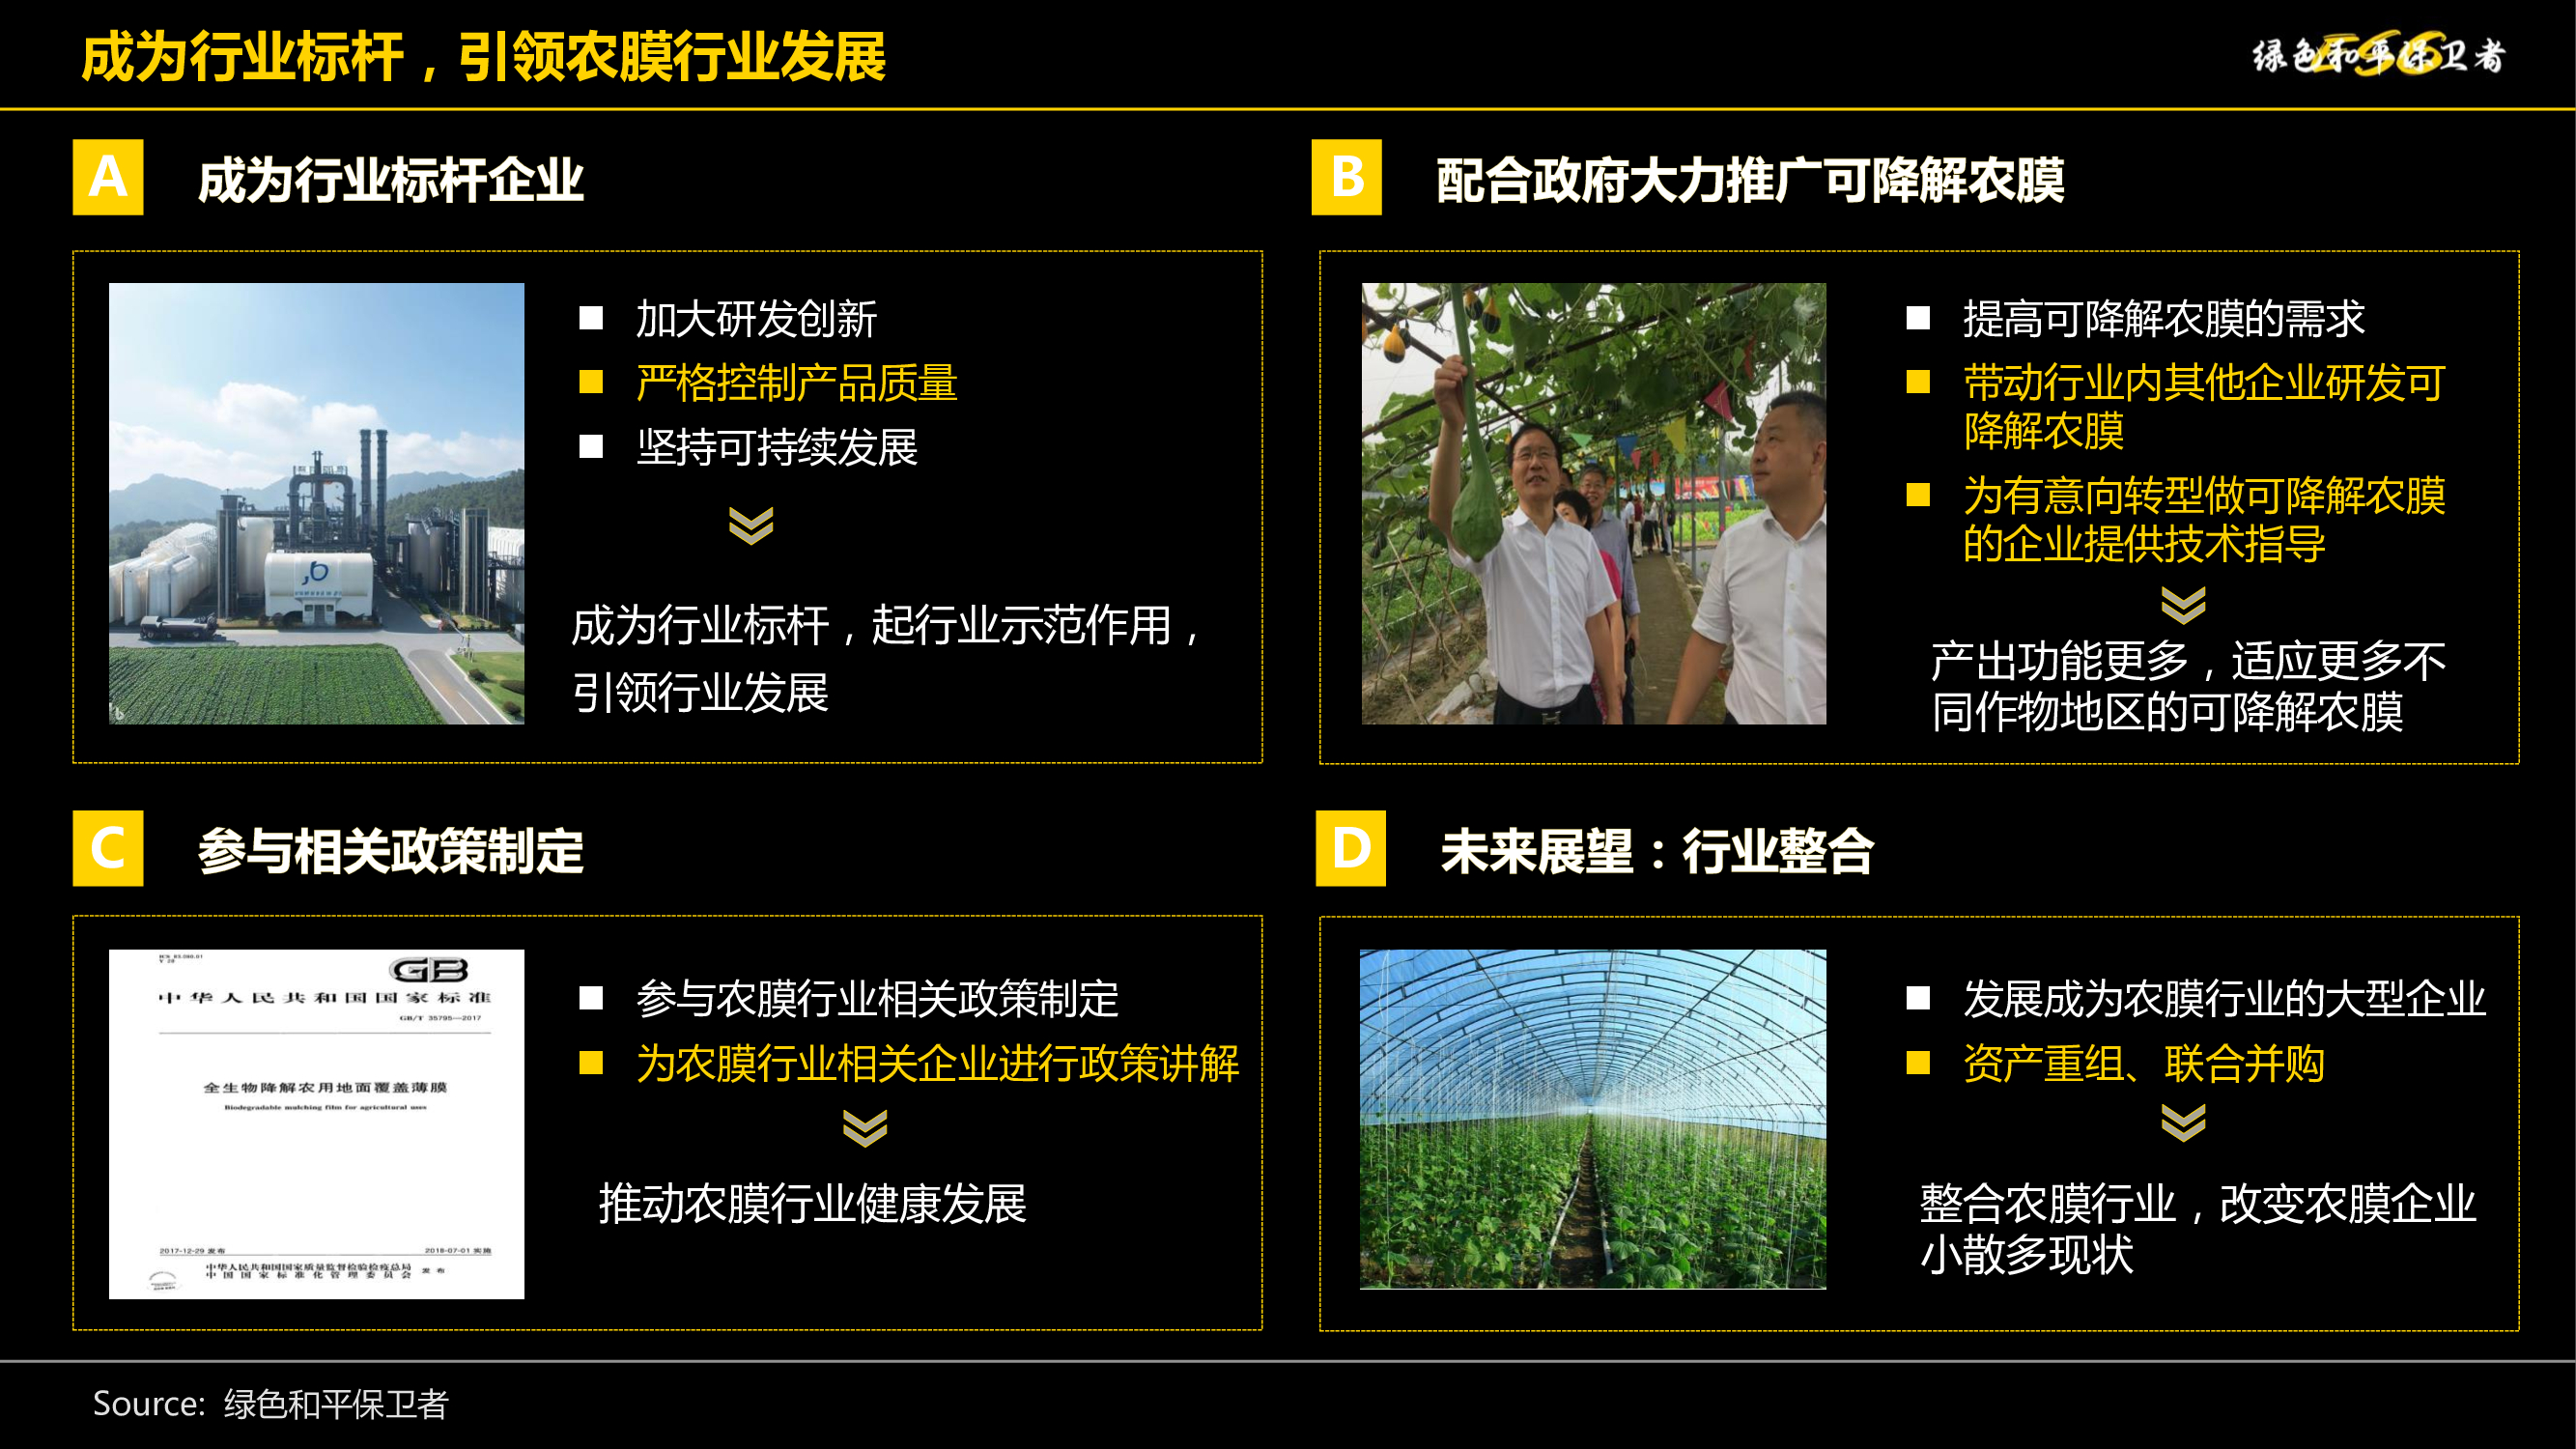 成为行业标杆，引领农膜行业发展
绿色和平保卫者
A
成为行业标杆企业
加大研发创新
严格控制产品质量
坚持可持续发展
成为行业标杆，起行业示范作用，
引领行业发展
B
配合政府大力推广可降解农膜
提高可降解农膜的需求
带动行业内其他企业研发可
降解农膜
为有意向转型做可降解农膜
的企业提供技术指导
产出功能更多，适应更多不
同作物地区的可降解农膜
C
参与相关政策制定
ICS 83.060.01
Y 28
GB
中华人民共和国国家标准
GB/T 35795—2017
全生物降解农用地面覆盖薄膜
Biodegradable mulching film for agricultural uses
2017-12-29 发布
2018-07-01 实施
中华人民共和国国家质量监督检验检疫总局
中国国家标准化管理委员会
发布
参与农膜行业相关政策制定
为农膜行业相关企业进行政策讲解
推动农膜行业健康发展
D
未来展望：行业整合
发展成为农膜行业的大型企业
资产重组、联合并购
整合农膜行业，改变农膜企业
小散多现状
Source: 绿色和平保卫者